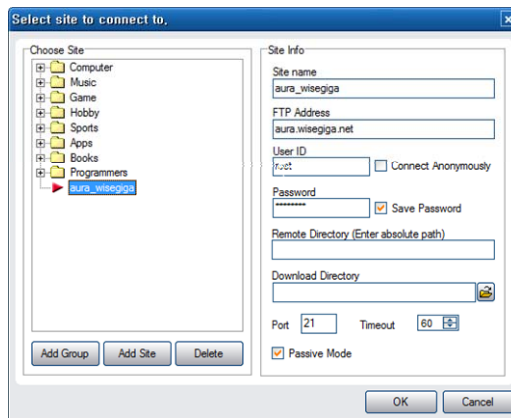 Select site to connect to,
Choose Site
Computer
Music
Game
Hobby
Sports
Apps
Books
Programmers
aura_wisegiga
Add Group
Add Site
Delete
Site Info
Site name
aura_wisegiga
FTP Address
aura.wisegiga.net
User ID
root
Connect Anonymously
Password
********
Save Password
Remote Directory (Enter absolute path)
Download Directory
Port
21
Timeout
60
Passive Mode
OK
Cancel